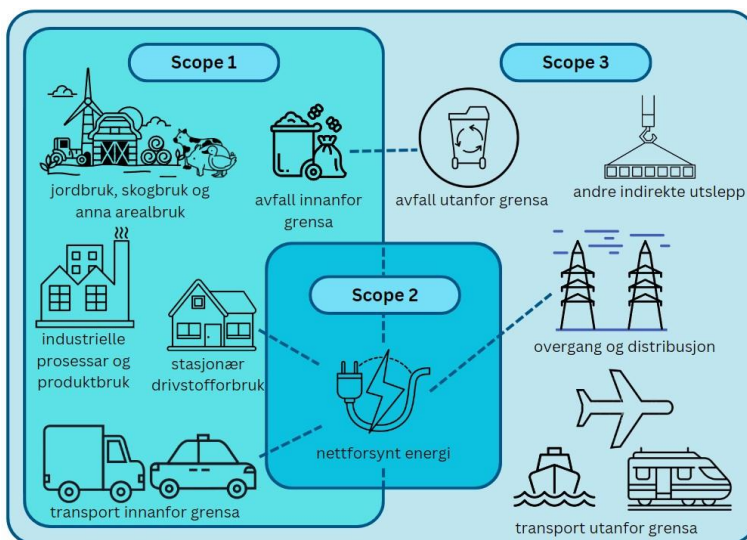 Scope 1
Scope 3
jordbruk, skogbruk og
anna arealbruk
avfall innanfor
grensa
avfall utanfor grensa
andre indirekte utslepp
Scope 2
industrielle
prosessar og
produktbruk
stasjonær
drivstofforbruk
nettforsynt energi
overgang og distribusjon
transport innanfor grensa
transport utanfor grensa